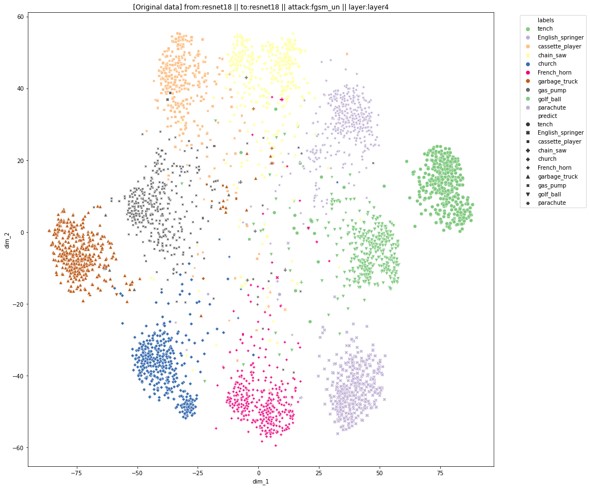 [Original data] from:resnet18 || to:resnet18 || attack:fgsm_un || layer:layer4
60
40
20
0
−20
−40
−60
dim_2
−75
−50
−25
0
25
50
75
dim_1
labels
tench
English_springer
cassette_player
chain_saw
church
French_horn
garbage_truck
gas_pump
golf_ball
parachute
predict
tench
English_springer
cassette_player
chain_saw
church
French_horn
garbage_truck
gas_pump
golf_ball
parachute